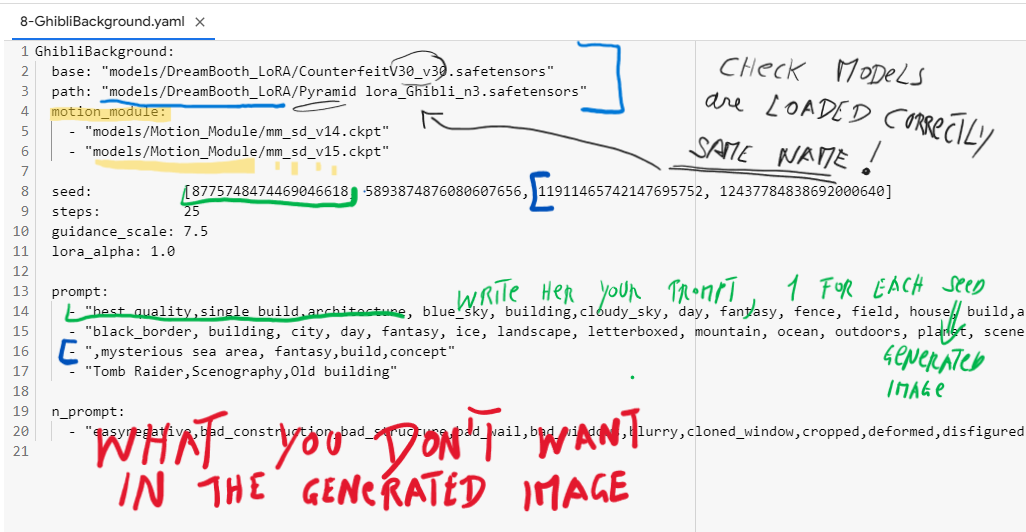 8-GhibliBackground.yaml ×
1 GhibliBackground:
2 base: "models/DreamBooth_LoRA/CounterfeitV30_v30.safetensors"
3 path: "models/DreamBooth_LoRA/Pyramid lora_Ghibli_n3.safetensors"
4 motion_module:
5 - "models/Motion_Module/mm_sd_v14.ckpt"
6 - "models/Motion_Module/mm_sd_v15.ckpt"
7
CHECK MODELS
are LOADED CORRECTLY
SAME NAME!
8 seed: [8775748474469046618, 5893874876080607656, 11911465742147695752, 12437784838692000640]
9 steps: 25
10 guidance_scale: 7.5
11 lora_alpha: 1.0
12
13 prompt:
WRITE HER YOUR PROMPT, 1 FOR EACH SEED
14 - "best quality,single build,architecture, blue_sky, building,cloudy_sky, day, fantasy, fence, field, house, build,a
15 - "black_border, building, city, day, fantasy, ice, landscape, letterboxed, mountain, ocean, outdoors, planet, scene
16 - ",mysterious sea area, fantasy,build,concept"
17 - "Tomb Raider,Scenography,Old building"
GENERATED
IMAGE
18
19 n_prompt:
20 - "easynegative,bad_construction,bad_structure,bad_wail,bad_windows,blurry,cloned_window,cropped,deformed,disfigured
21
WHAT YOU DON'T WANT
IN THE GENERATED IMAGE